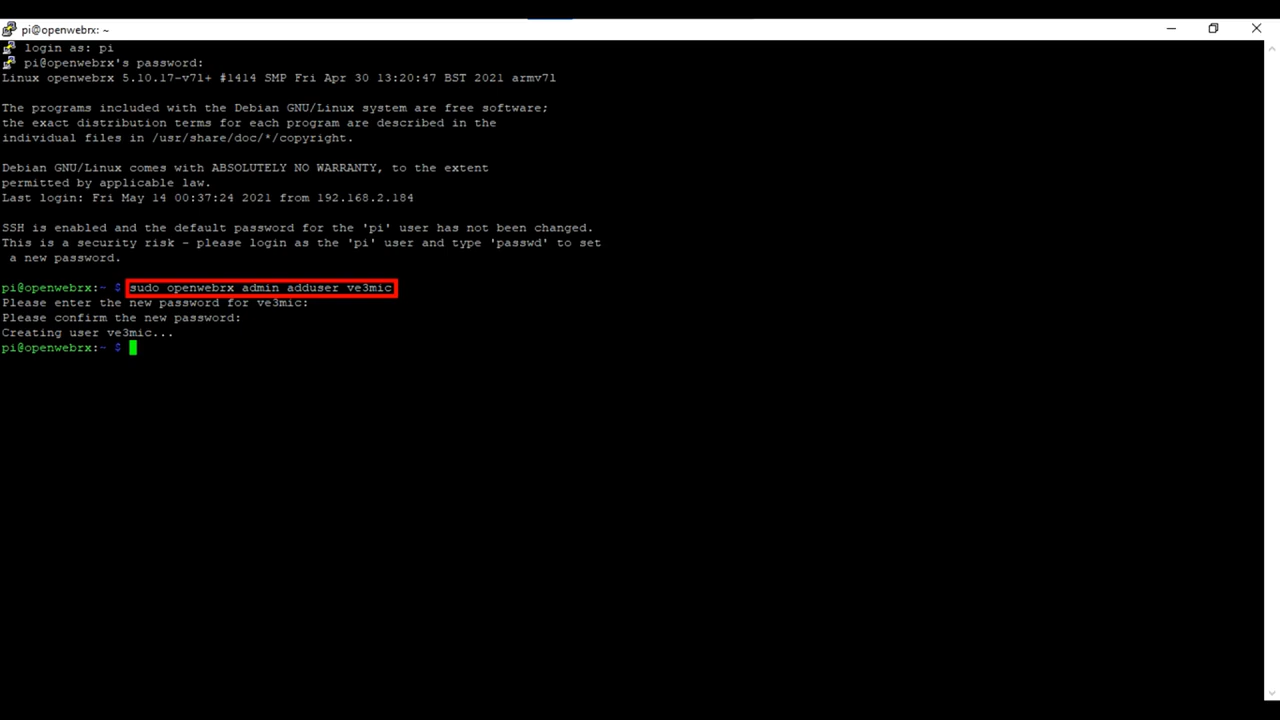 pi@openwebrx: ~
login as: pi
pi@openwebrx's password:
Linux openwebrx 5.10.17-v7l+ #1414 SMP Fri Apr 30 13:20:47 BST 2021 armv7l
The programs included with the Debian GNU/Linux system are free software;
the exact distribution terms for each program are described in the
individual files in /usr/share/doc/*/copyright.
Debian GNU/Linux comes with ABSOLUTELY NO WARRANTY, to the extent
permitted by applicable law.
Last login: Fri May 14 00:37:24 2021 from 192.168.2.184
SSH is enabled and the default password for the 'pi' user has not been changed.
This is a security risk - please login as the 'pi' user and type 'passwd' to set
 a new password.
pi@openwebrx:~ $ sudo openwebrx admin adduser ve3mic
Please enter the new password for ve3mic:
Please confirm the new password:
Creating user ve3mic...
pi@openwebrx:~ $